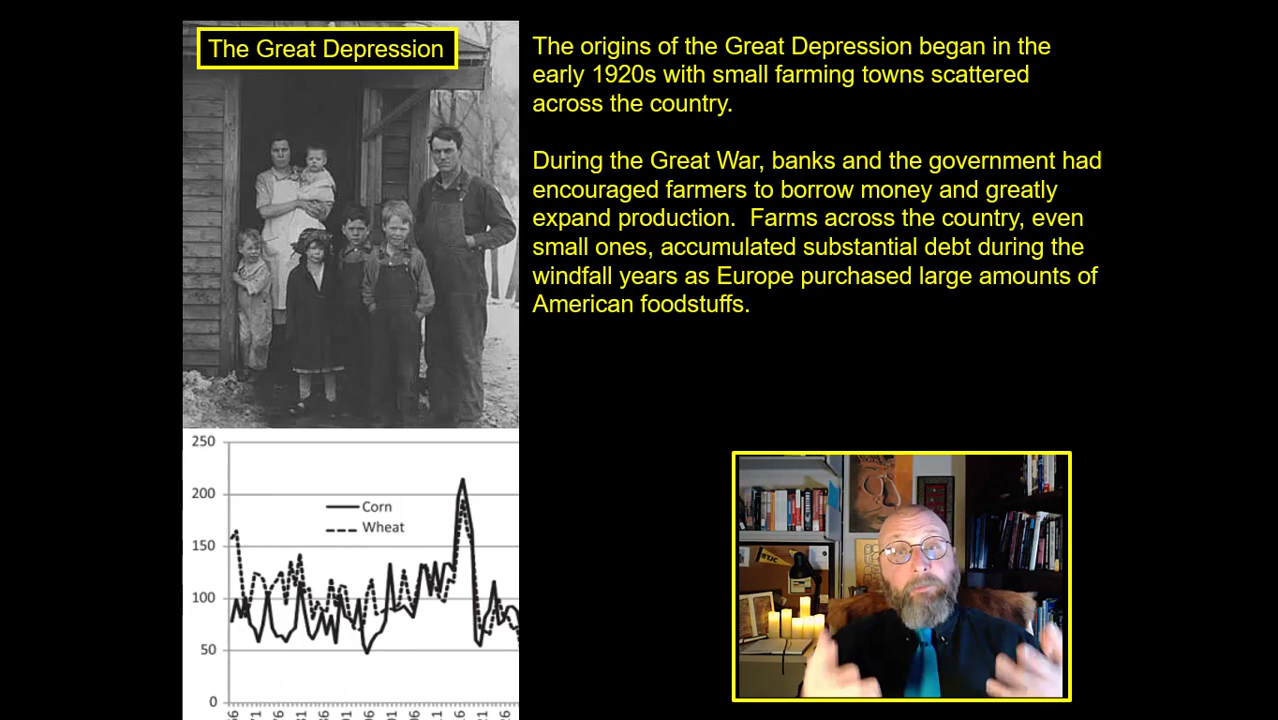 The Great Depression
The origins of the Great Depression began in the
early 1920s with small farming towns scattered
across the country.
During the Great War, banks and the government had
encouraged farmers to borrow money and greatly
expand production.  Farms across the country, even
small ones, accumulated substantial debt during the
windfall years as Europe purchased large amounts of
American foodstuffs.
250
200
150
100
50
0
Corn
Wheat